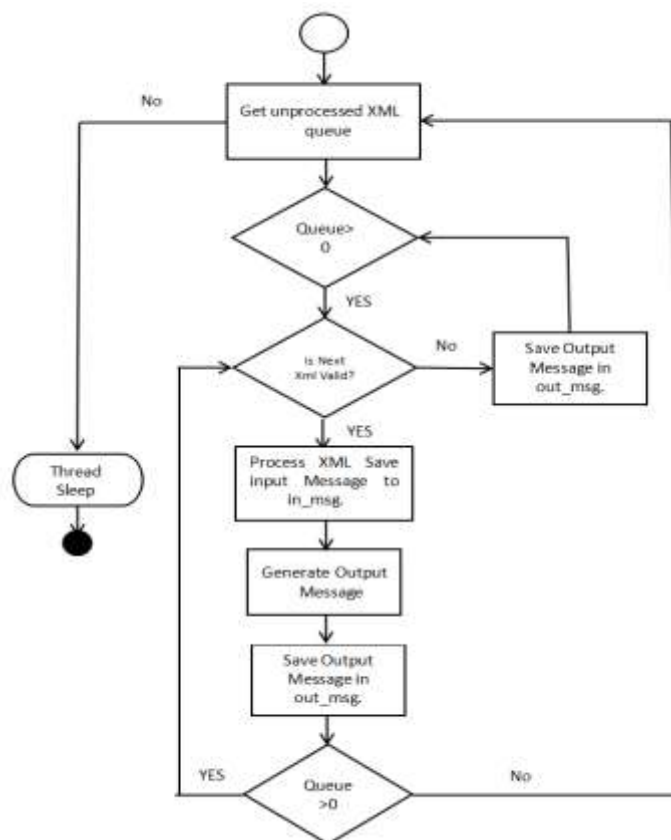 No
Get unprocessed XML
queue
Queue>
0
YES
Is Next
Xml Valid?
No
Save Output
Message in
out_msg.
YES
Process XML Save
input Message to
in_msg.
Thread
Sleep
Generate Output
Message
Save Output
Message in
out_msg.
YES
Queue
>0
No